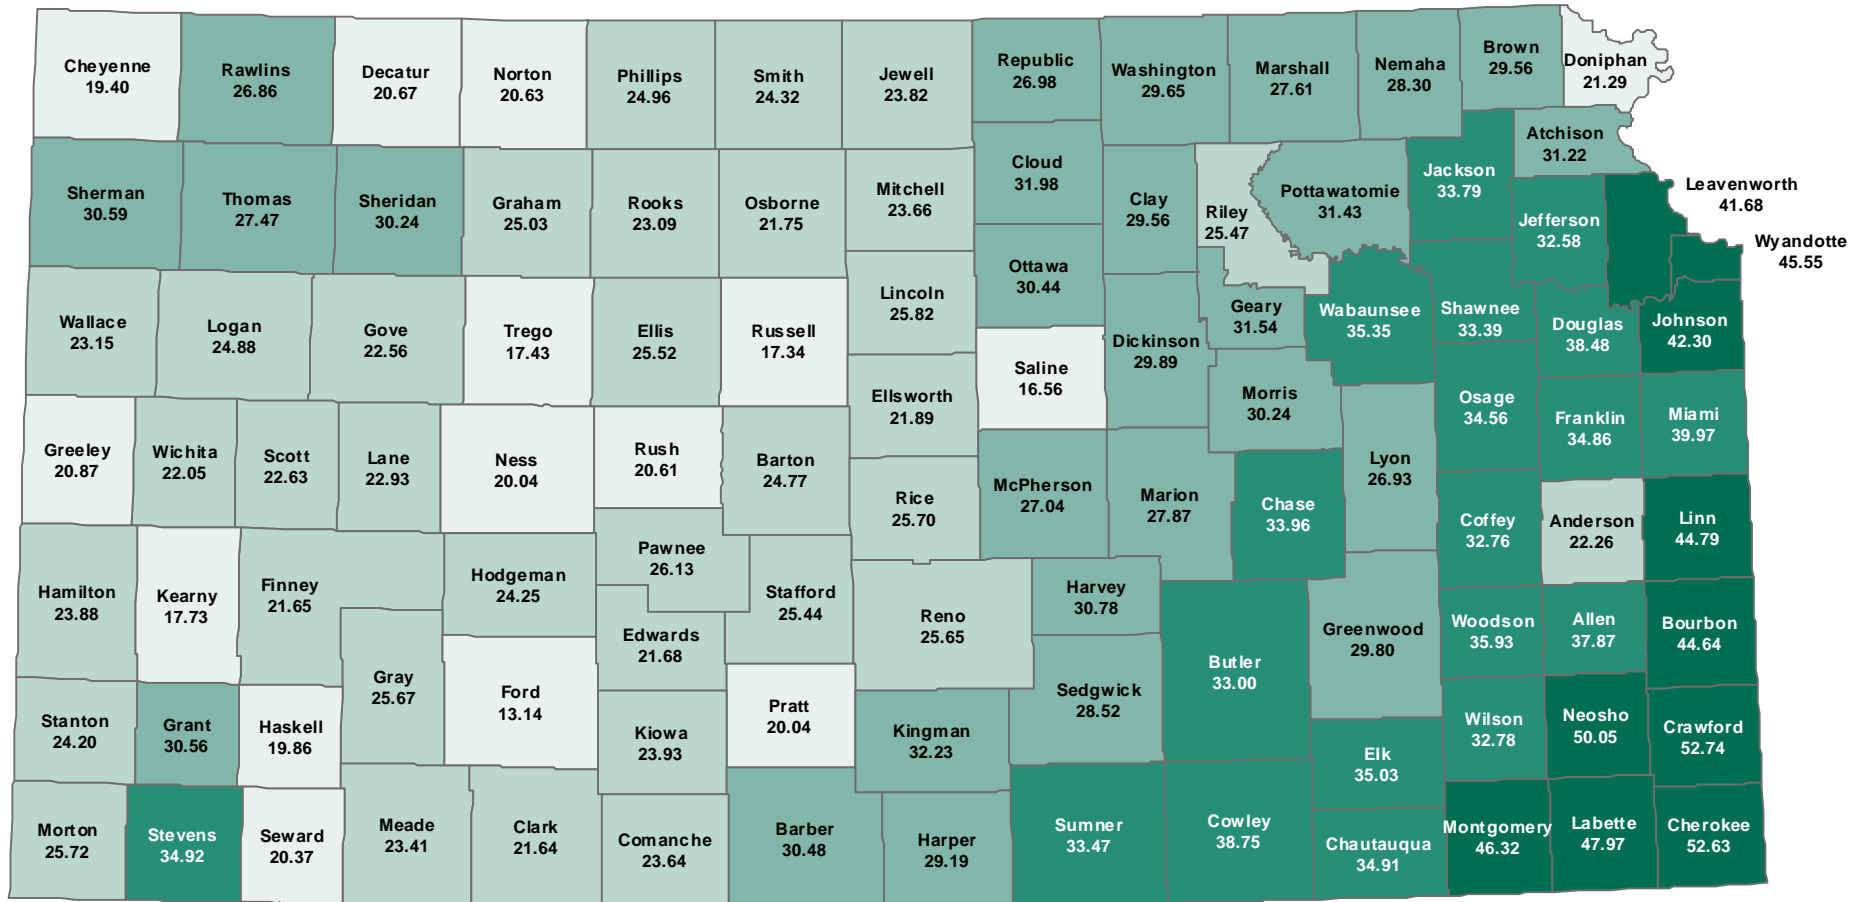 Cheyenne
19.40
Rawlins
26.86
Decatur
20.67
Norton
20.63
Phillips
24.96
Smith
24.32
Jewell
23.82
Republic
26.98
Washington
29.65
Marshall
27.61
Nemaha
28.30
Brown
29.56
Doniphan
21.29
Atchison
31.22
Sherman
30.59
Thomas
27.47
Sheridan
30.24
Graham
25.03
Rooks
23.09
Osborne
21.75
Mitchell
23.66
Cloud
31.98
Clay
29.56
Riley
25.47
Pottawatomie
31.43
Jackson
33.79
Jefferson
32.58
Leavenworth
41.68
Wyandotte
45.55
Wallace
23.15
Logan
24.88
Gove
22.56
Trego
17.43
Ellis
25.52
Russell
17.34
Lincoln
25.82
Ottawa
30.44
Saline
16.56
Dickinson
29.89
Geary
31.54
Wabaunsee
35.35
Shawnee
33.39
Douglas
38.48
Johnson
42.30
Ellsworth
21.89
Morris
30.24
Osage
34.56
Franklin
34.86
Miami
39.97
Greeley
20.87
Wichita
22.05
Scott
22.63
Lane
22.93
Ness
20.04
Rush
20.61
Barton
24.77
Rice
25.70
McPherson
27.04
Marion
27.87
Chase
33.96
Lyon
26.93
Coffey
32.76
Anderson
22.26
Linn
44.79
Hamilton
23.88
Kearny
17.73
Finney
21.65
Hodgeman
24.25
Pawnee
26.13
Stafford
25.44
Edwards
21.68
Reno
25.65
Harvey
30.78
Butler
33.00
Greenwood
29.80
Woodson
35.93
Allen
37.87
Bourbon
44.64
Gray
25.67
Ford
13.14
Kiowa
23.93
Pratt
20.04
Kingman
32.23
Sedgwick
28.52
Elk
35.03
Wilson
32.78
Neosho
50.05
Crawford
52.74
Stanton
24.20
Grant
30.56
Haskell
19.86
Morton
25.72
Stevens
34.92
Seward
20.37
Meade
23.41
Clark
21.64
Comanche
23.64
Barber
30.48
Harper
29.19
Sumner
33.47
Cowley
38.75
Chautauqua
34.91
Montgomery
46.32
Labette
47.97
Cherokee
52.63